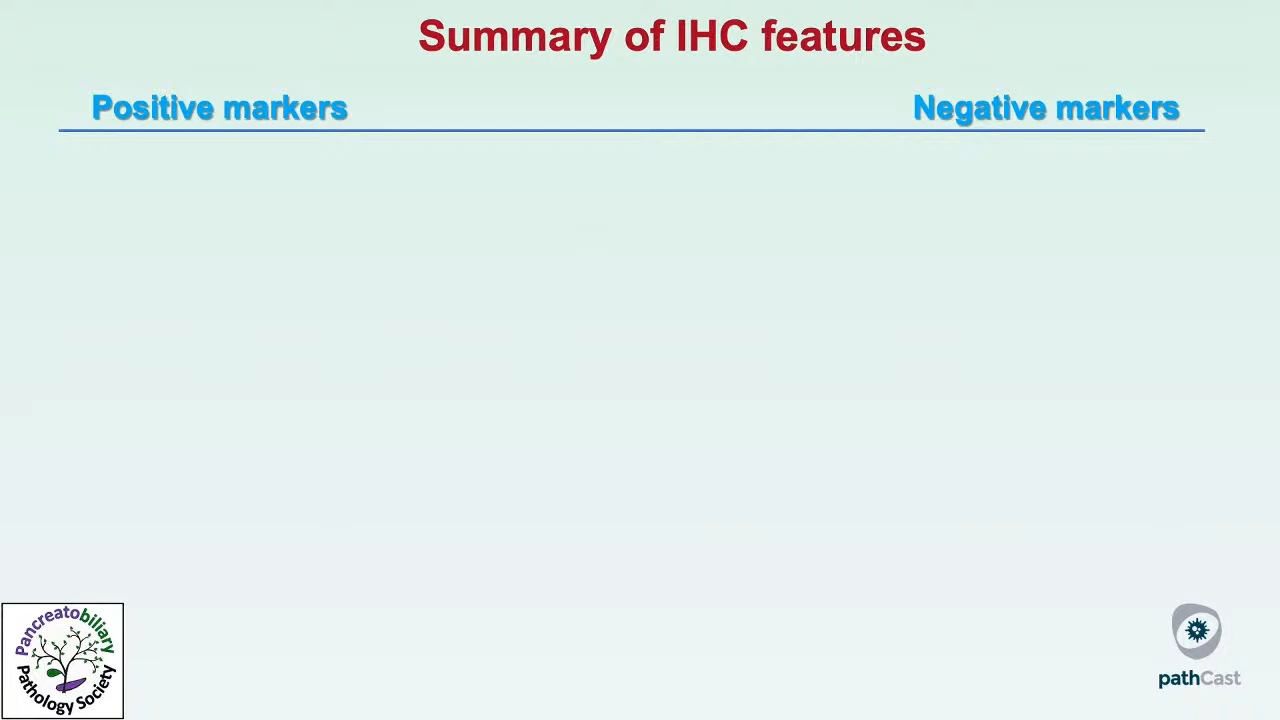 Summary of IHC features
Positive markers
Negative markers
Pancreatobiliary
Pathology Society
pathCast